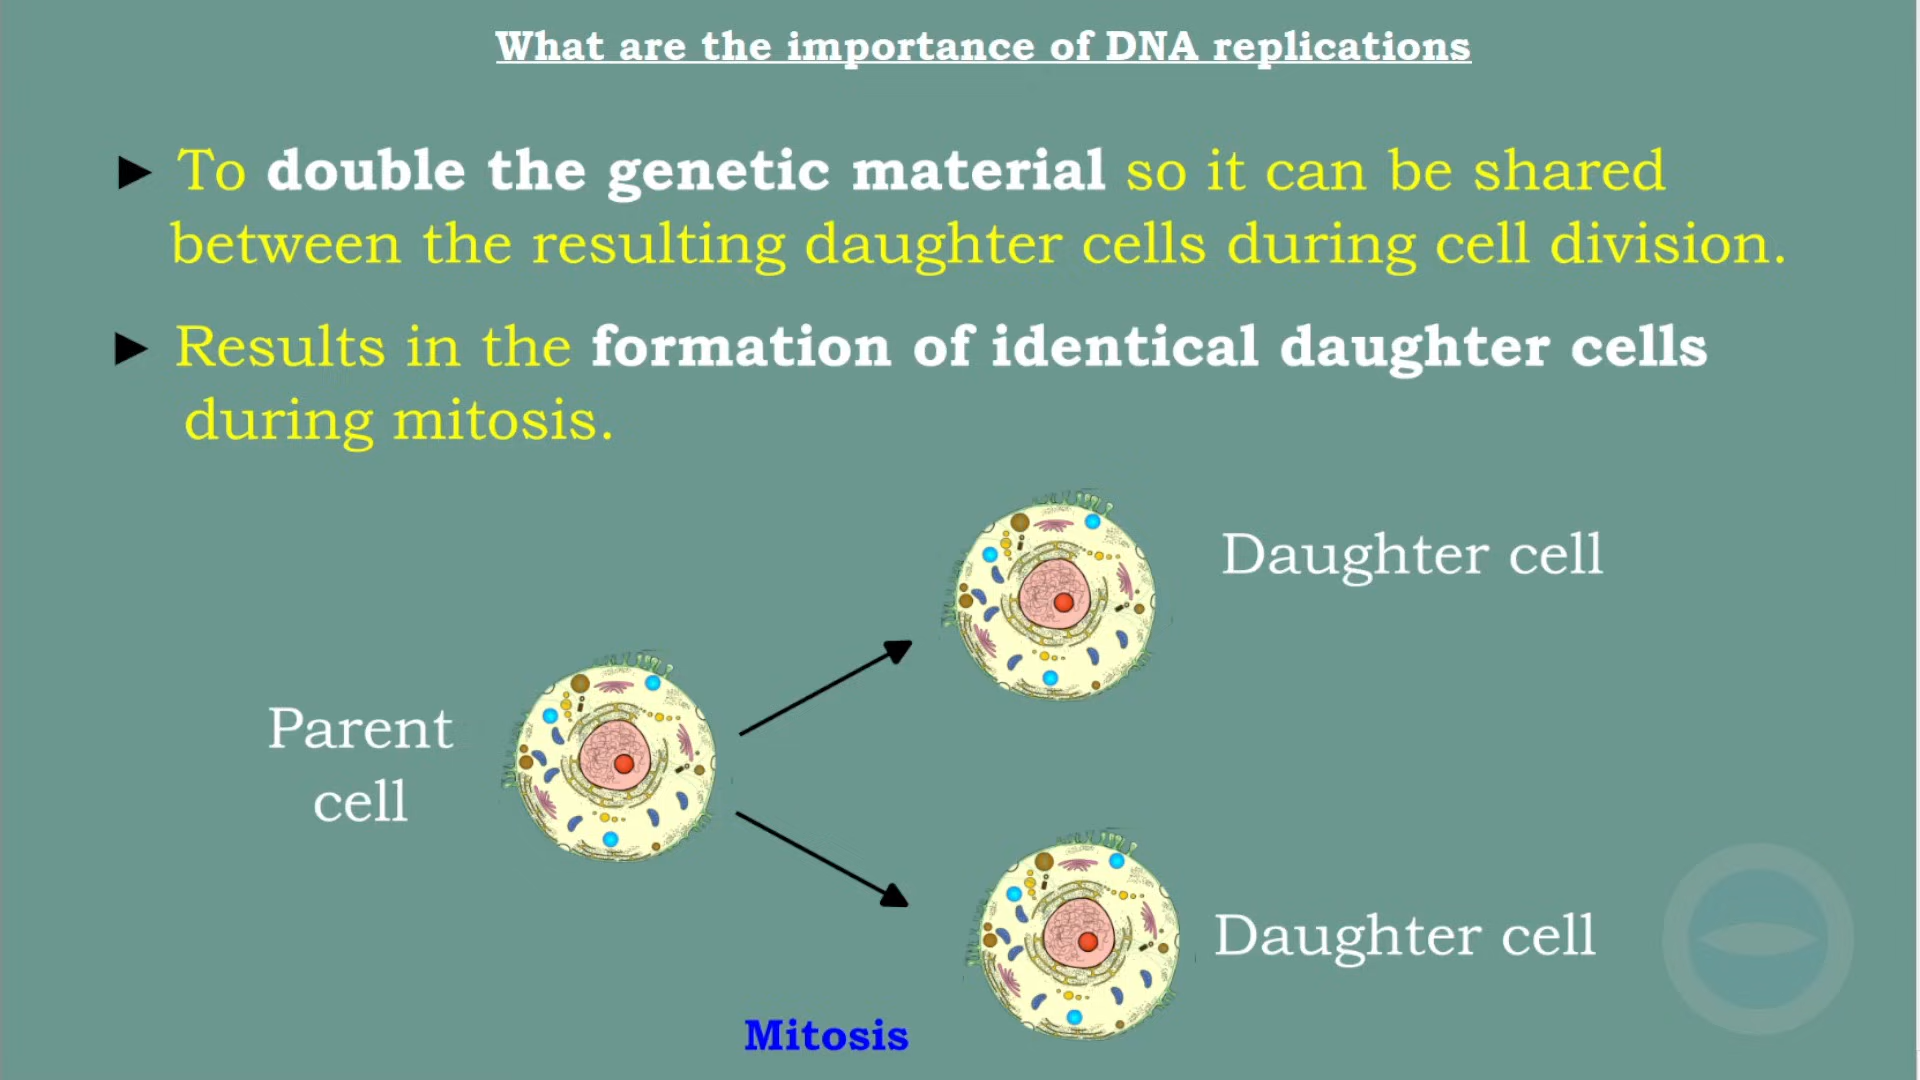 What are the importance of DNA replications
► To double the genetic material so it can be shared
between the resulting daughter cells during cell division.
► Results in the formation of identical daughter cells
during mitosis.
Daughter cell
Parent
cell
Daughter cell
Mitosis